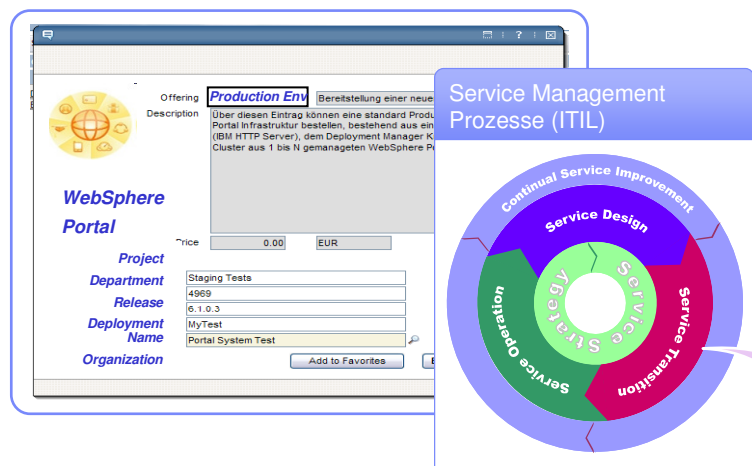 Offering
Production Env
Bereitstellung einer neue
Description
Über diesen Eintrag können eine standard Produ
Portal Infrastruktur bestellen, bestehend aus ein
(IBM HTTP Server), dem Deployment Manager K
Cluster aus 1 bis N gemanageten WebSphere Po
WebSphere
Portal
Price
0.00
EUR
Project
Staging Tests
Department
4969
Release
6.1.0.3
Deployment
Name
MyTest
Portal System Test
Organization
Add to Favorites
Service Management
Prozesse (ITIL)
Continual Service Improvement
Service Design
Service Transition
Service Operation
Service Strategy